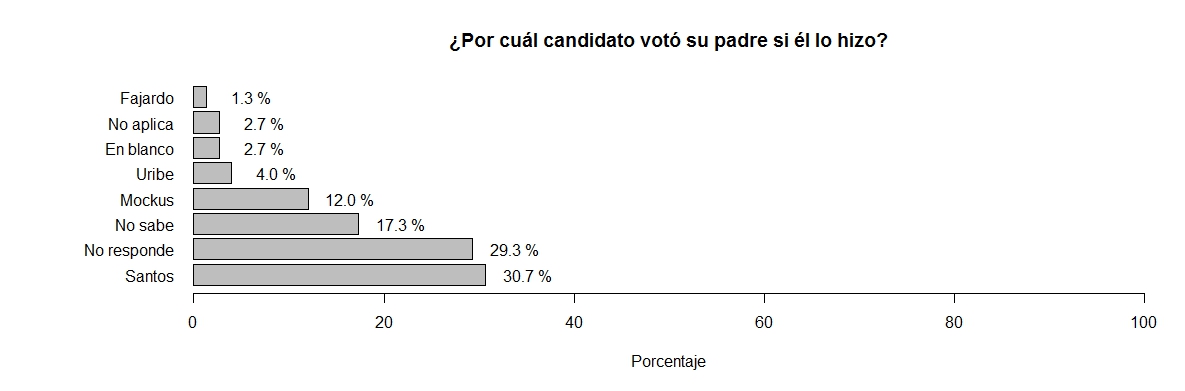 ¿Por cuál candidato votó su padre si él lo hizo?
Fajardo 1.3 %
No aplica 2.7 %
En blanco 2.7 %
Uribe 4.0 %
Mockus 12.0 %
No sabe 17.3 %
No responde 29.3 %
Santos 30.7 %
0 20 40 60 80 100
Porcentaje